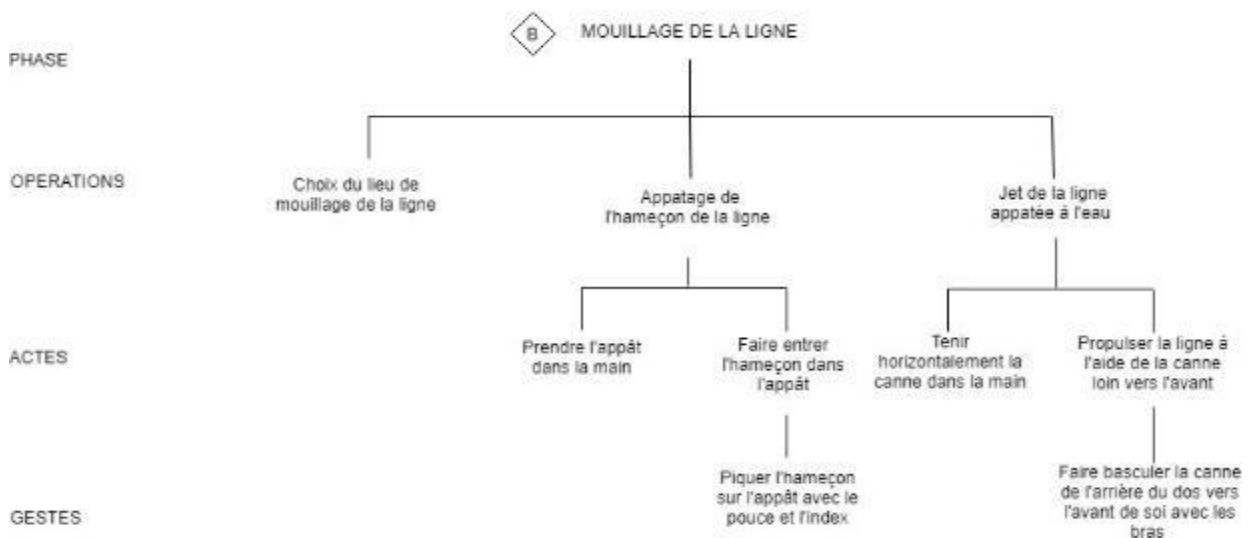 B MOUILLAGE DE LA LIGNE
PHASE
OPERATIONS
Choix du lieu de
mouillage de la ligne
Appatage de
l'hameçon de la ligne
Jet de la ligne
appatée à l'eau
ACTES
Prendre l'appât
dans la main
Faire entrer
l'hameçon dans
l'appât
Tenir
horizontalement la
canne dans la main
Propulser la ligne à
l'aide de la canne
loin vers l'avant
GESTES
Piquer l'hameçon
sur l'appât avec le
pouce et l'index
Faire basculer la canne
de l'arrière du dos vers
l'avant de soi avec les
bras